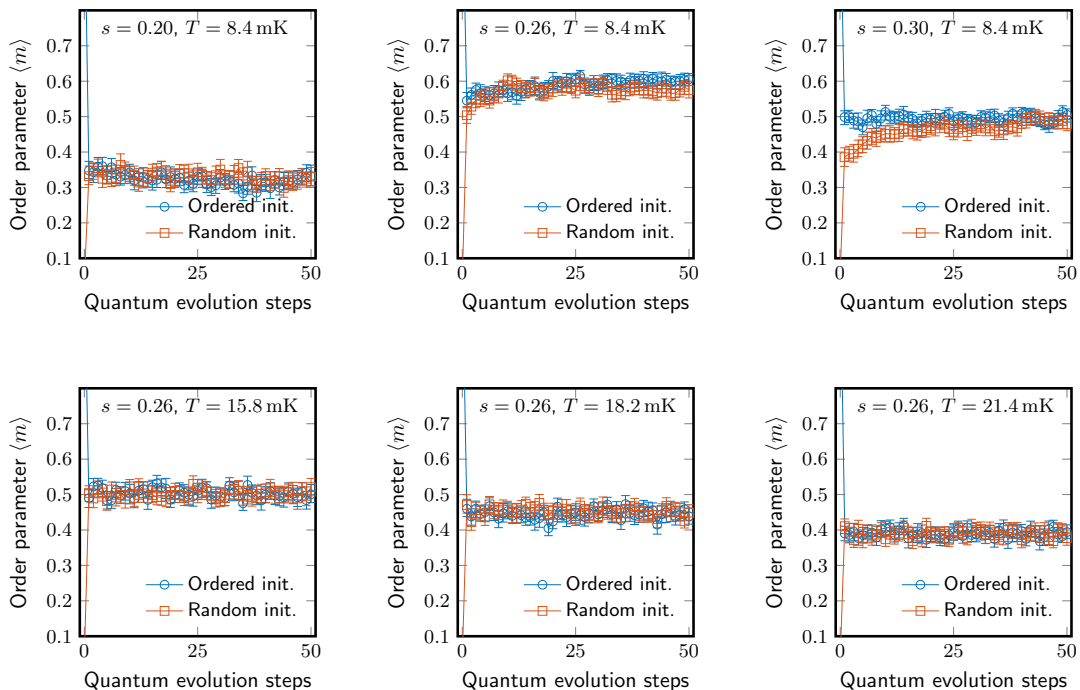 s = 0.20, T = 8.4 mK
Order parameter ⟨m⟩
0.7
0.6
0.5
0.4
0.3
0.2
0.1
Ordered init.
Random init.
0
25
50
Quantum evolution steps
s = 0.26, T = 8.4 mK
Order parameter ⟨m⟩
0.7
0.6
0.5
0.4
0.3
0.2
0.1
Ordered init.
Random init.
0
25
50
Quantum evolution steps
s = 0.30, T = 8.4 mK
Order parameter ⟨m⟩
0.7
0.6
0.5
0.4
0.3
0.2
0.1
Ordered init.
Random init.
0
25
50
Quantum evolution steps
s = 0.26, T = 15.8 mK
Order parameter ⟨m⟩
0.7
0.6
0.5
0.4
0.3
0.2
0.1
Ordered init.
Random init.
0
25
50
Quantum evolution steps
s = 0.26, T = 18.2 mK
Order parameter ⟨m⟩
0.7
0.6
0.5
0.4
0.3
0.2
0.1
Ordered init.
Random init.
0
25
50
Quantum evolution steps
s = 0.26, T = 21.4 mK
Order parameter ⟨m⟩
0.7
0.6
0.5
0.4
0.3
0.2
0.1
Ordered init.
Random init.
0
25
50
Quantum evolution steps